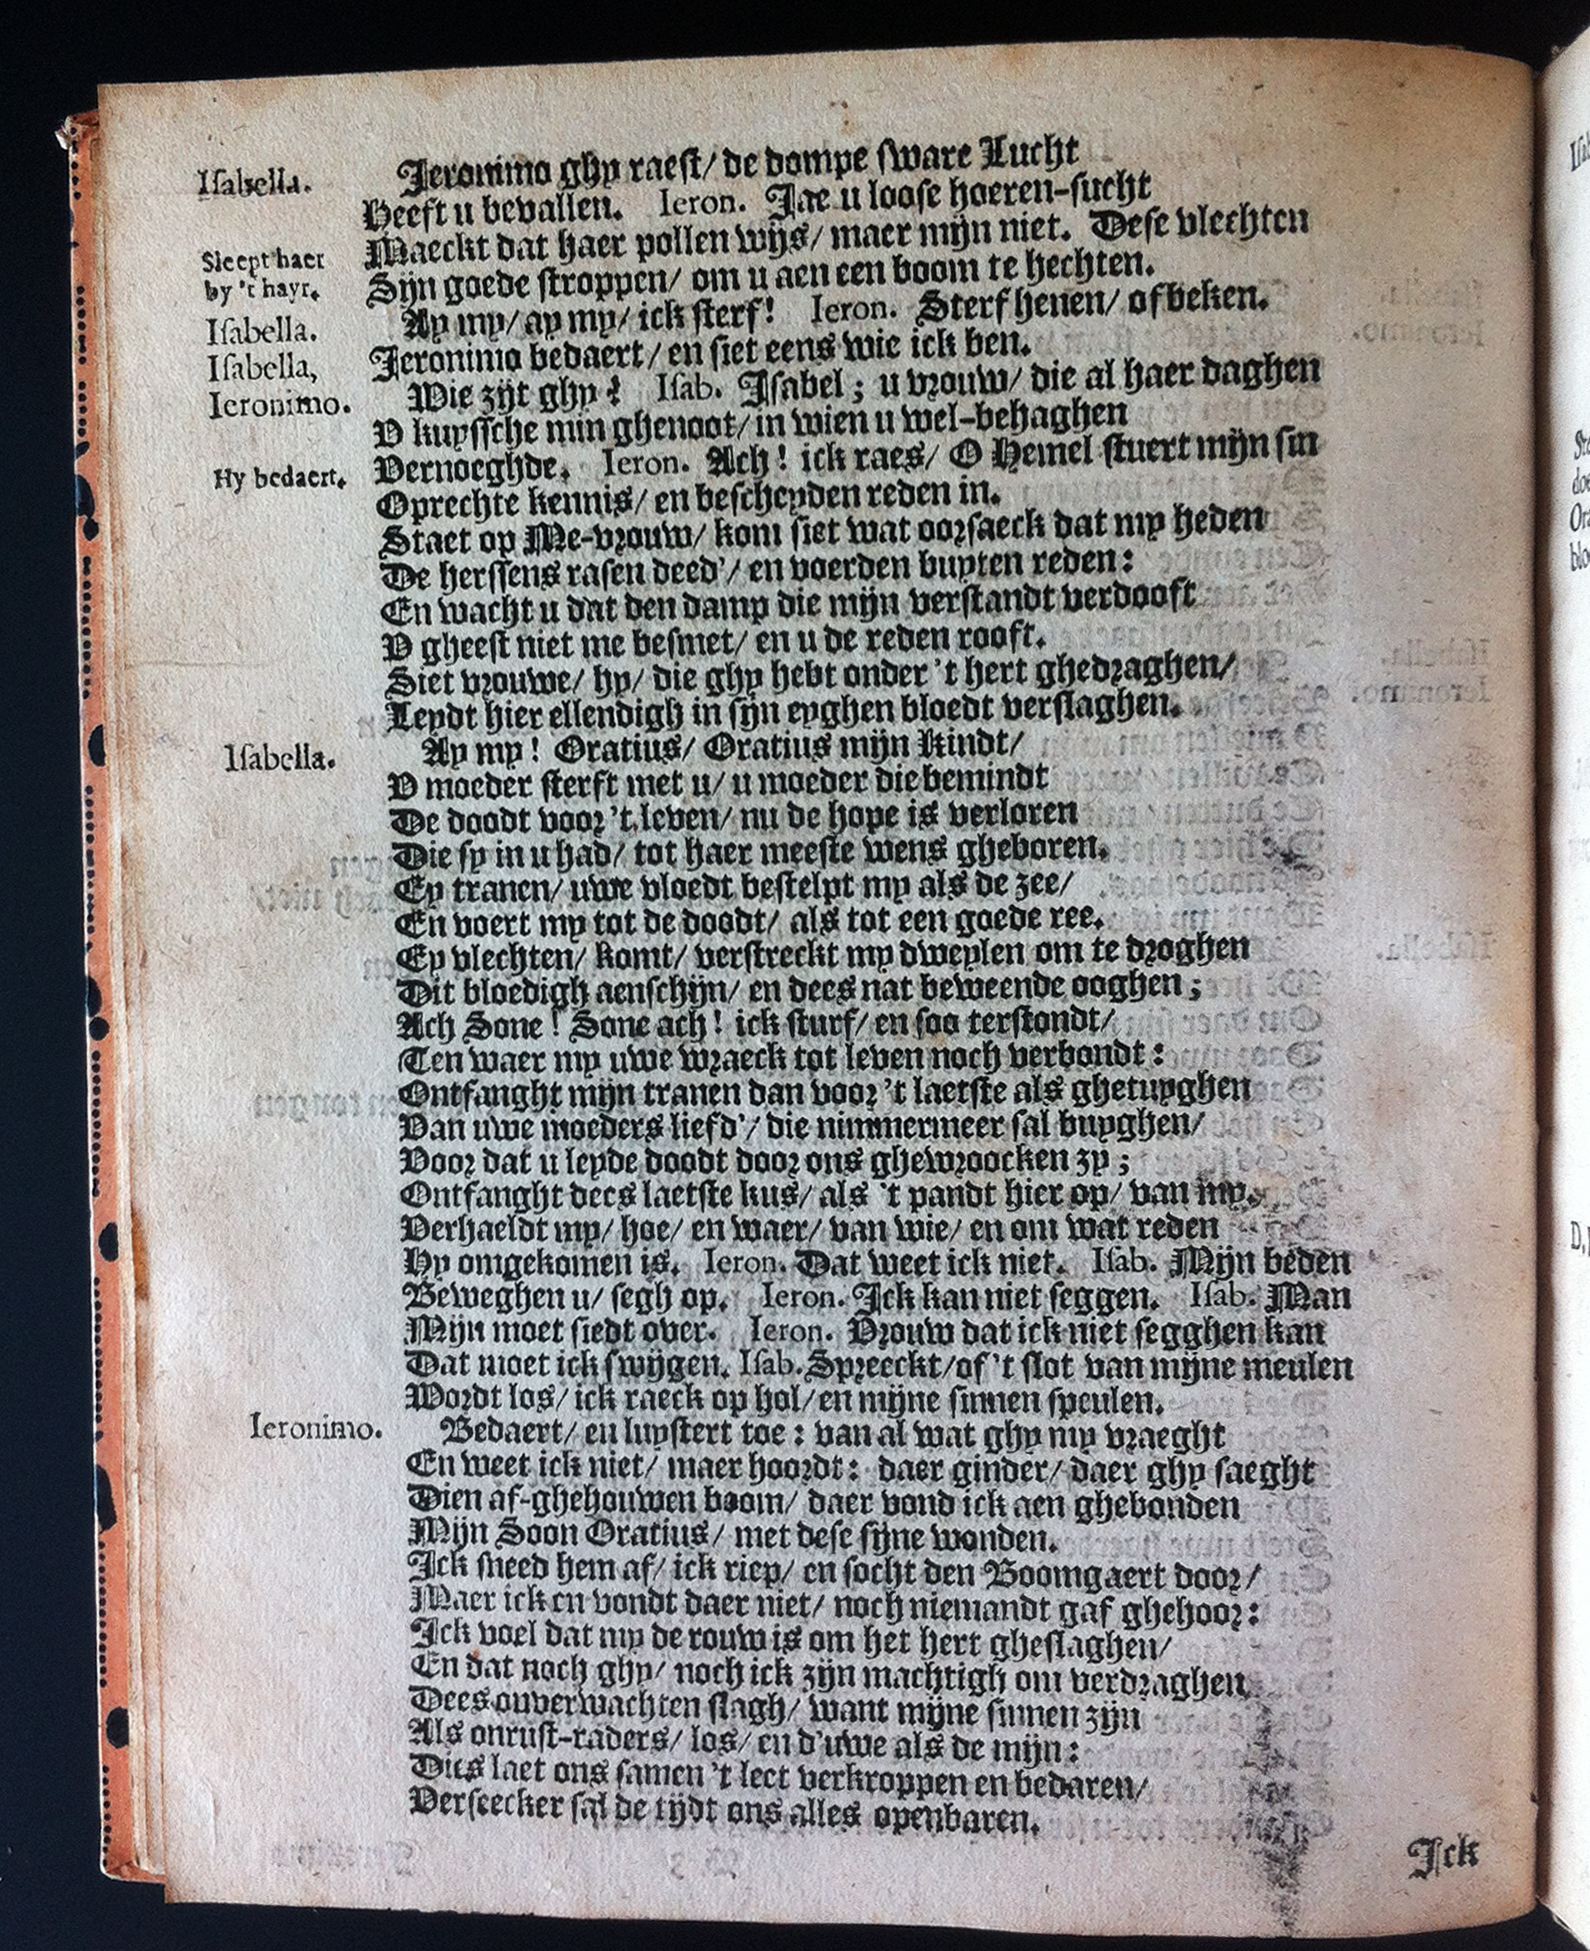 Isabella. Jeronimo ghy raest/ de dompe sware Lucht
Heeft u bevallen. Ieron. Jae u loose hoeren-sucht
Maeckt dat haer pollen wijs/ maer mijn niet. Dese vlechten
Sleept haer by 't hayr. Sijn goede stroppen/ om u aen een boom te hechten.
Isabella. Ay my/ ay my/ ick sterf! Ieron. Sterf henen/ of beken.
Isabella, Jeronimo bedaert/ en siet eens wie ick ben.
Ieronimo. Wie zijt ghy? Isab. Isabel; u vrouw/ die al haer daghen
V kuyssche min ghenoot/ in wien u wel-behaghen
Hy bedaert. Vernoeghde. Ieron. Ach! ick raes/ O Hemel stuert mijn sin
Oprechte kennis/ en bescheyden reden in.
Staet op Me-vrouw/ kom siet wat oorsaeck dat my heden
De herssens rasen deed'/ en voerden buyten reden:
En wacht u dat den damp die mijn verstandt verdooft
V gheest niet me besmet/ en u de reden rooft.
Siet vrouwe/ hy/ die ghy hebt onder 't hert ghedraghen/
Leydt hier ellendigh in sijn eyghen bloedt verslaghen.
Isabella. Ay my! Oratius/ Oratius mijn Kindt/
V moeder sterft met u/ u moeder die bemindt
De doodt voor 't leven/ nu de hope is verloren
Die sy in u had/ tot haer meeste wens gheboren.
Ey tranen/ uwe vloedt bestelpt my als de zee/
En voert my tot de doodt/ als tot een goede ree.
Ey vlechten/ komt/ verstreckt my dweylen om te droghen
Dit bloedigh aenschijn/ en dees nat beweende ooghen;
Ach Sone! Sone ach! ick sturf/ en soo terstondt/
Ten waer my uwe wraeck tot leven noch verbondt:
Ontfanght mijn tranen dan voor 't laetste als ghetuyghen
Van uwe moeders liefd'/ die nimmermeer sal buyghen/
Voor dat u leyde doodt door ons ghewroocken zy;
Ontfanght dees laetste kus/ als 't pandt hier op/ van my.
Verhaeldt my/ hoe/ en waer/ van wie/ en om wat reden
Hy omgekomen is. Ieron. Dat weet ick niet. Isab. Mijn beden
Beweghen u/ segh op. Ieron. Ick kan niet seggen. Isab. Man
Mijn moet siedt over. Ieron. Vrouw dat ick niet segghen kan
Dat moet ick swijgen. Isab. Spreeckt/ of 't slot van mijne meulen
Wordt los/ ick raeck op hol/ en mijne sinnen speulen.
Ieronimo. Bedaert/ en luystert toe: van al wat ghy my vraeght
En weet ick niet/ maer hoordt: daer ginder/ daer ghy saeght
Dien af-ghehouwen boom/ daer vond ick aen ghebonden
Mijn Soon Oratius/ met dese sijne wonden.
Ick sneed hem af/ ick riep/ en socht den Boomgaert door/
Maer ick en vondt daer niet/ noch niemandt gaf ghehoor:
Ick voel dat my de rouw is om het hert gheslaghen/
En dat noch ghy/ noch ick zijn machtigh om verdraghen
Dees onverwachten slagh/ want mijne sinnen zijn
Als onrust-raders/ los/ en d'uwe als de mijn:
Dies laet ons samen 't leet verkroppen en bedaren/
Verseecker sal de tijdt ons alles openbaren.
Ick